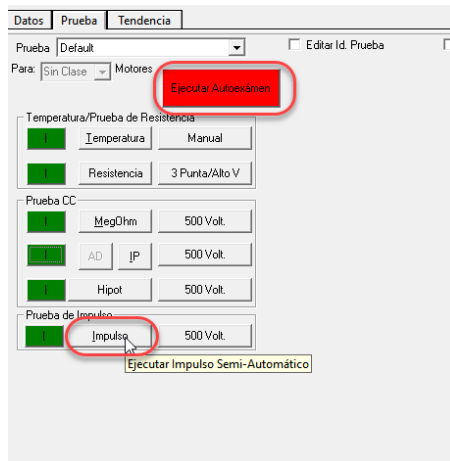 Datos Prueba Tendencia
Prueba Default Editar Id. Prueba
Para: Sin Clase Motores
Ejecutar Autoexámen
Temperatura/Prueba de Resistencia
I Temperatura Manual
I Resistencia 3 Punta/Alto V
Prueba CC
I MegOhm 500 Volt.
I AD IP 500 Volt.
I Hipot 500 Volt.
Prueba de Impulso
I Impulso 500 Volt.
Ejecutar Impulso Semi-Automático